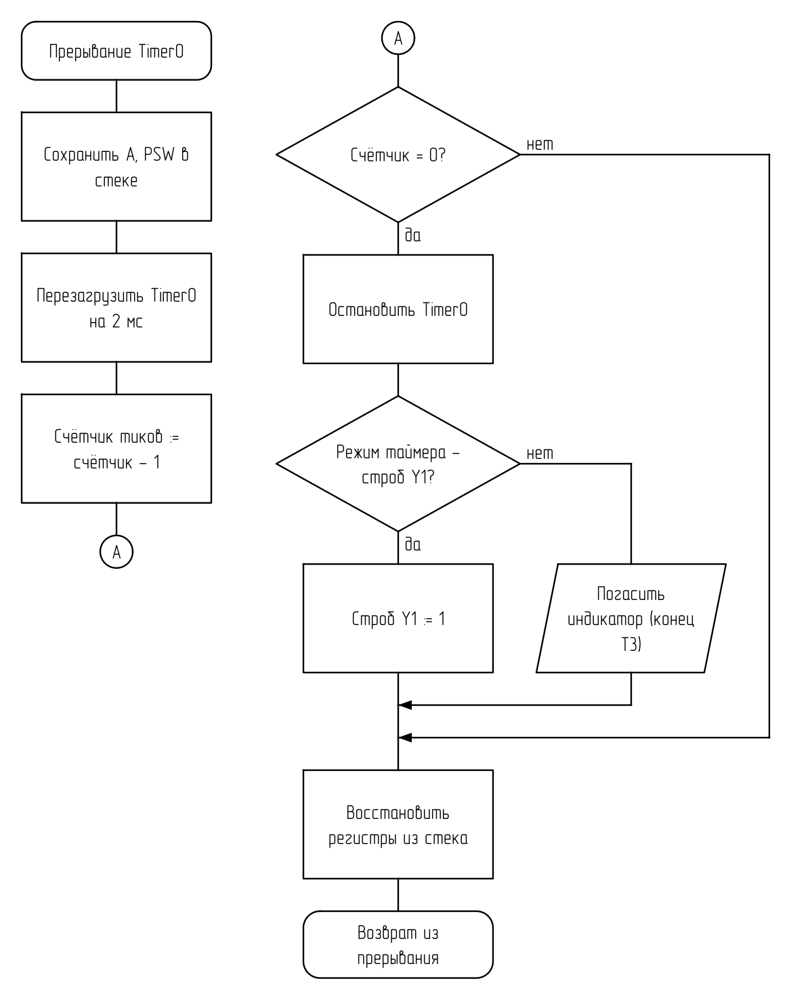 Прерывание Timer0
Сохранить A, PSW в
стеке
Перезагрузить Timer0
на 2 мс
Счётчик тиков :=
счётчик – 1
А
А
Счётчик = 0?
нет
да
Остановить Timer0
Режим таймера –
строб Y1?
нет
да
Строб Y1 := 1
Погасить
индикатор (конец
Т3)
Восстановить
регистры из стека
Возврат из
прерывания